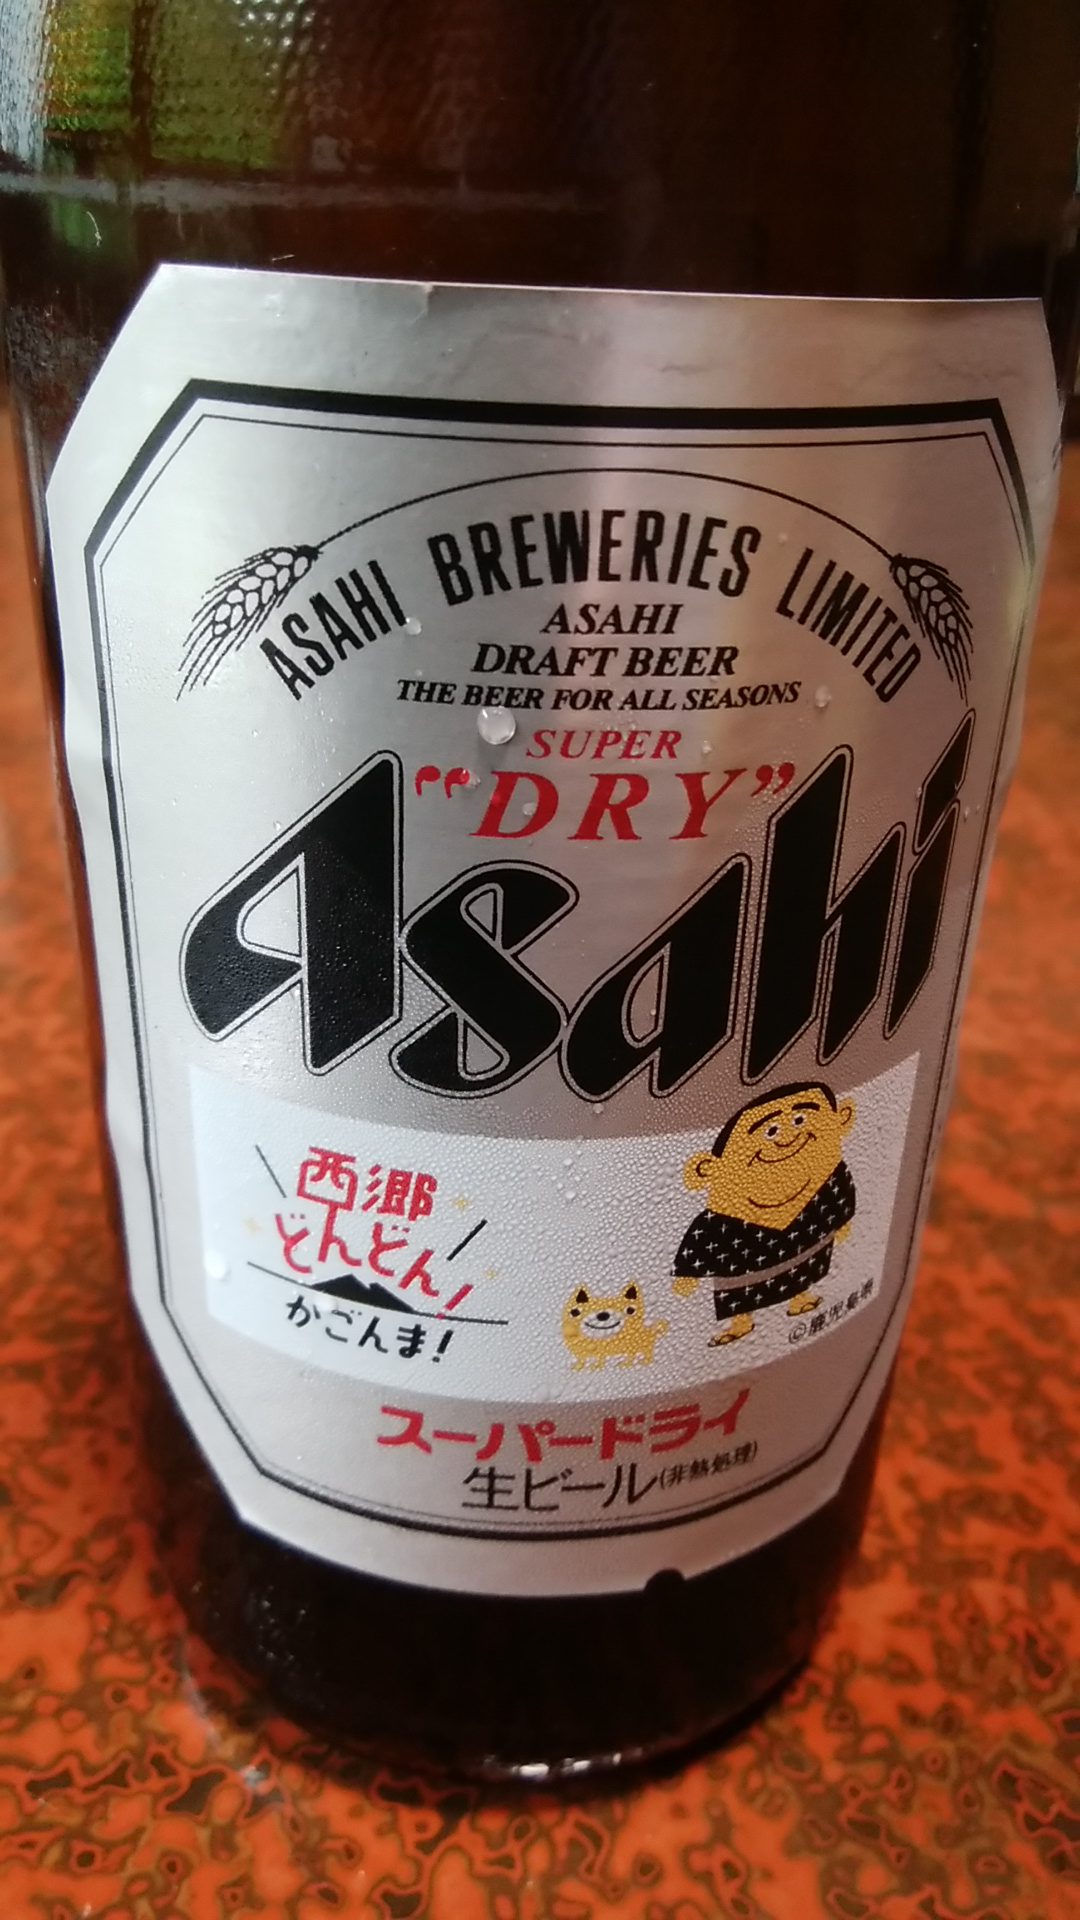 ASAHI BREWERIES LIMITED
ASAHI
DRAFT BEER
THE BEER FOR ALL SEASONS
SUPER
“DRY”
Asahi
西郷
どんどん!
かごんま!
©鹿児島県
スーパードライ
生ビール(非熱処理)